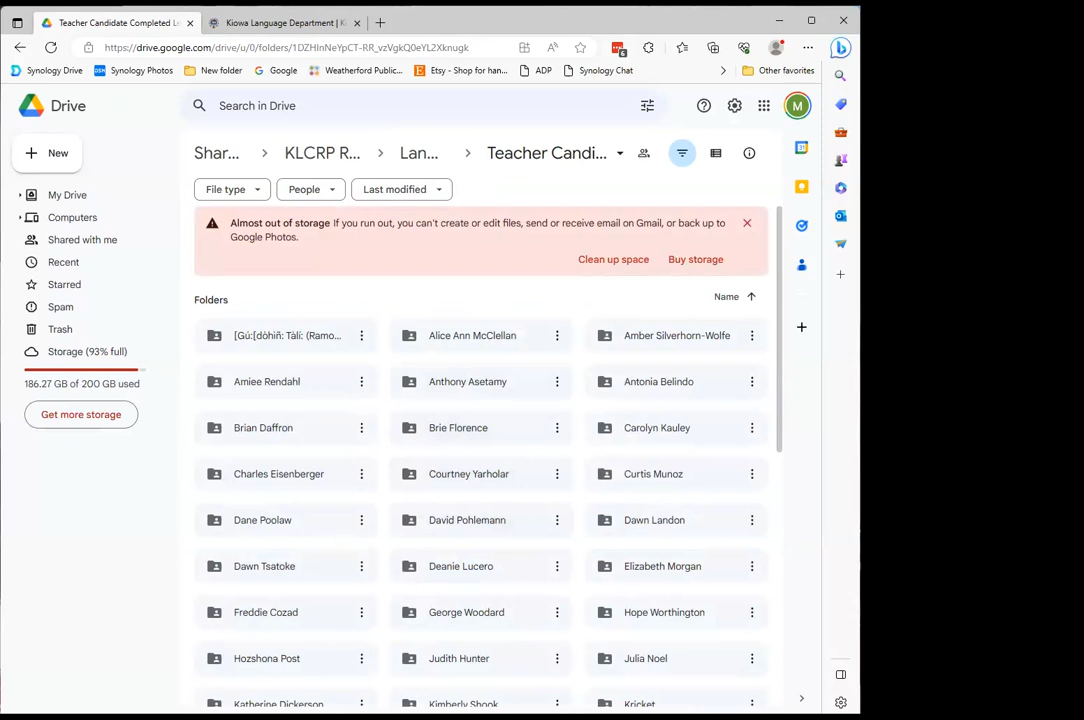 Teacher Candidate Completed Le
Kiowa Language Department | Ki
https://drive.google.com/drive/u/0/folders/1DZHInNeYpCT-RR_vzVgkQ0eYL2Xknugk
6
Synology Drive
Synology Photos
New folder
Google
Weatherford Public...
Etsy - Shop for han...
ADP
Synology Chat
Other favorites
Drive
Search in Drive
M
New
Shar...
KLCRP R...
Lan...
Teacher Candi...
File type
People
Last modified
My Drive
Computers
Shared with me
Recent
Starred
Spam
Trash
Storage (93% full)
186.27 GB of 200 GB used
Get more storage
Almost out of storage If you run out, you can't create or edit files, send or receive email on Gmail, or back up to
Google Photos.
Clean up space
Buy storage
Folders
Name
[Gú:[dòhìñ: Tàlí: (Ramo...
Alice Ann McClellan
Amber Silverhorn-Wolfe
Amiee Rendahl
Anthony Asetamy
Antonia Belindo
Brian Daffron
Brie Florence
Carolyn Kauley
Charles Eisenberger
Courtney Yarholar
Curtis Munoz
Dane Poolaw
David Pohlemann
Dawn Landon
Dawn Tsatoke
Deanie Lucero
Elizabeth Morgan
Freddie Cozad
George Woodard
Hope Worthington
Hozshona Post
Judith Hunter
Julia Noel
Katherine Dickerson
Kimberly Shook
Kricket